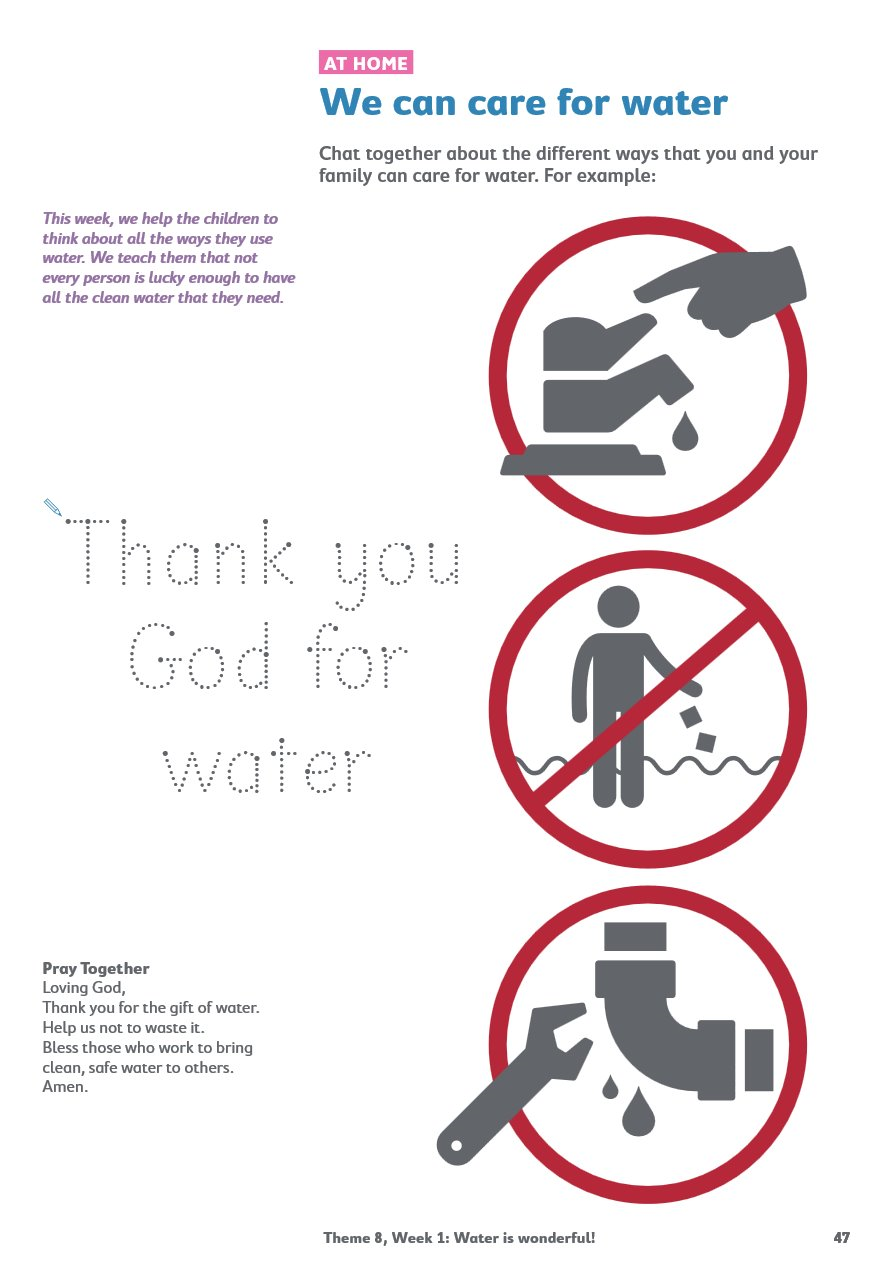 AT HOME
We can care for water
Chat together about the different ways that you and your
family can care for water. For example:
This week, we help the children to
think about all the ways they use
water. We teach them that not
every person is lucky enough to have
all the clean water that they need.
Thank you
God for
water
Pray Together
Loving God,
Thank you for the gift of water.
Help us not to waste it.
Bless those who work to bring
clean, safe water to others.
Amen.
Theme 8, Week 1: Water is wonderful!
47